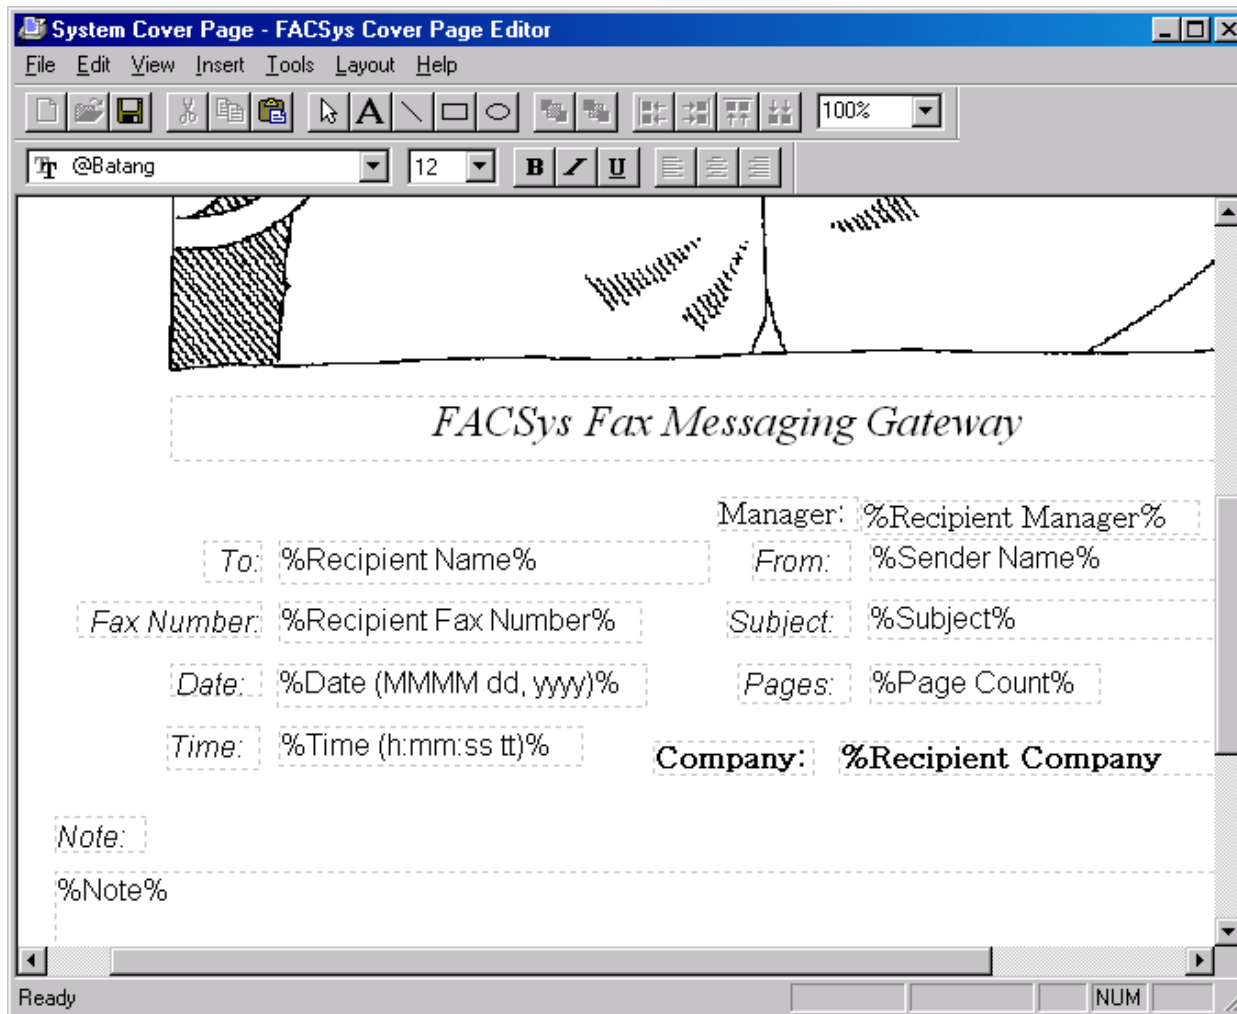 System Cover Page - FACSys Cover Page Editor
File Edit View Insert Tools Layout Help
A 100%
Tr @Batang 12 B I U
FACSys Fax Messaging Gateway
Manager: %Recipient Manager%
To: %Recipient Name% From: %Sender Name%
Fax Number: %Recipient Fax Number% Subject: %Subject%
Date: %Date (MMMM dd, yyyy)% Pages: %Page Count%
Time: %Time (h:mm:ss tt)% Company: %Recipient Company
Note:
%Note%
Ready NUM